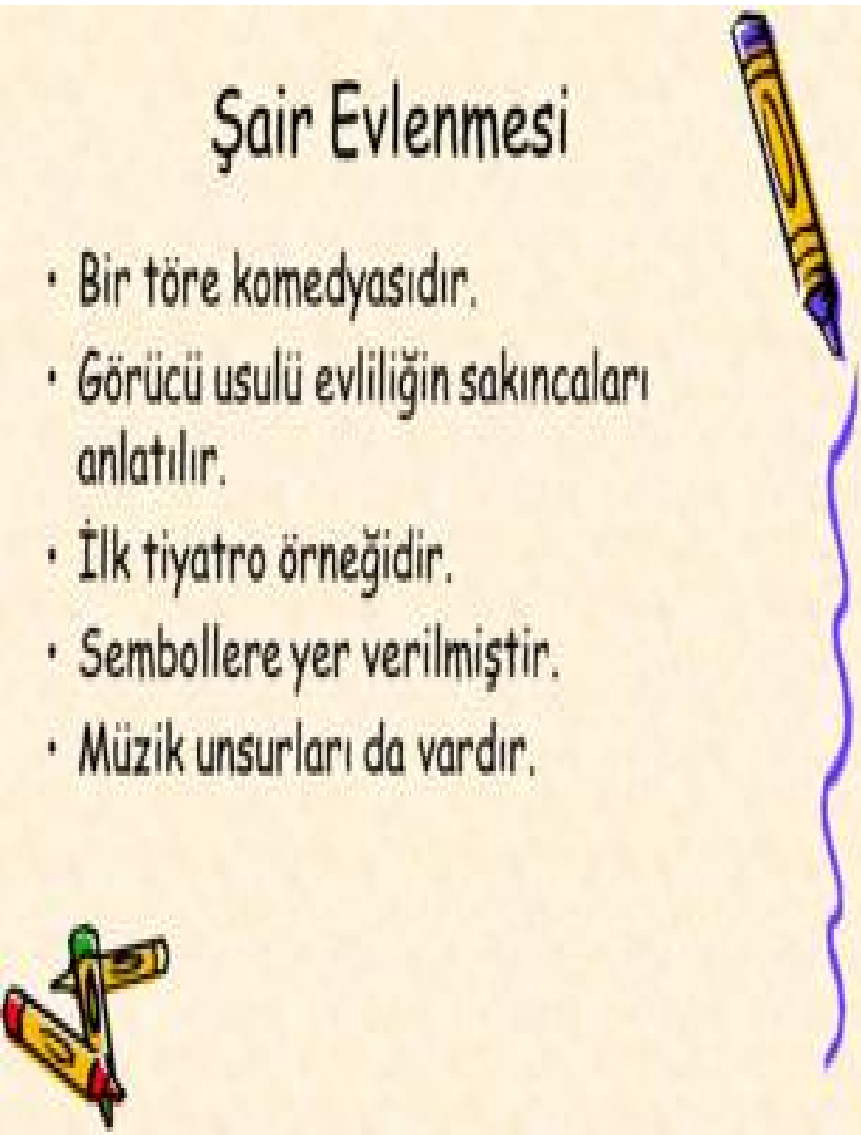 Şair Evlenmesi
• Bir töre komedyasıdır.
• Görücü usulü evliliğin sakıncaları
anlatılır.
• İlk tiyatro örneğidir.
• Sembollere yer verilmiştir.
• Müzik unsurları da vardır.